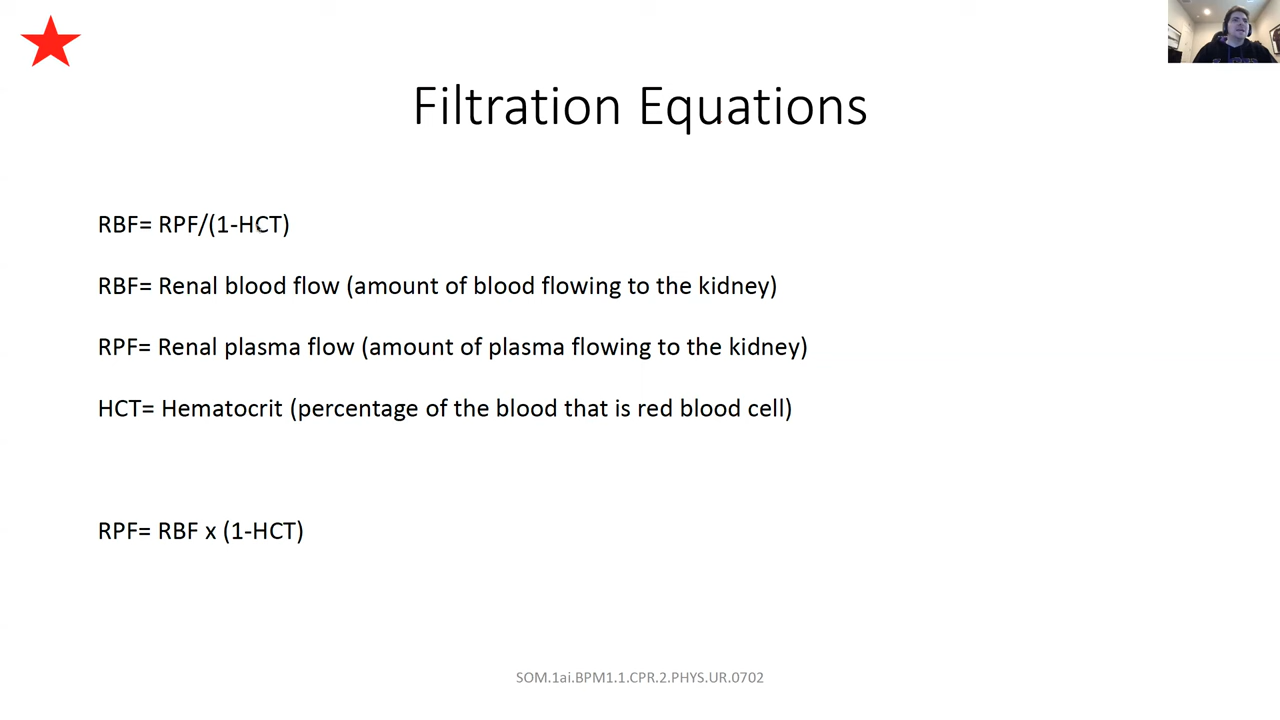 Filtration Equations
RBF= RPF/(1-HCT)
RBF= Renal blood flow (amount of blood flowing to the kidney)
RPF= Renal plasma flow (amount of plasma flowing to the kidney)
HCT= Hematocrit (percentage of the blood that is red blood cell)
RPF= RBF x (1-HCT)
SOM.1ai.BPM1.1.CPR.2.PHYS.UR.0702